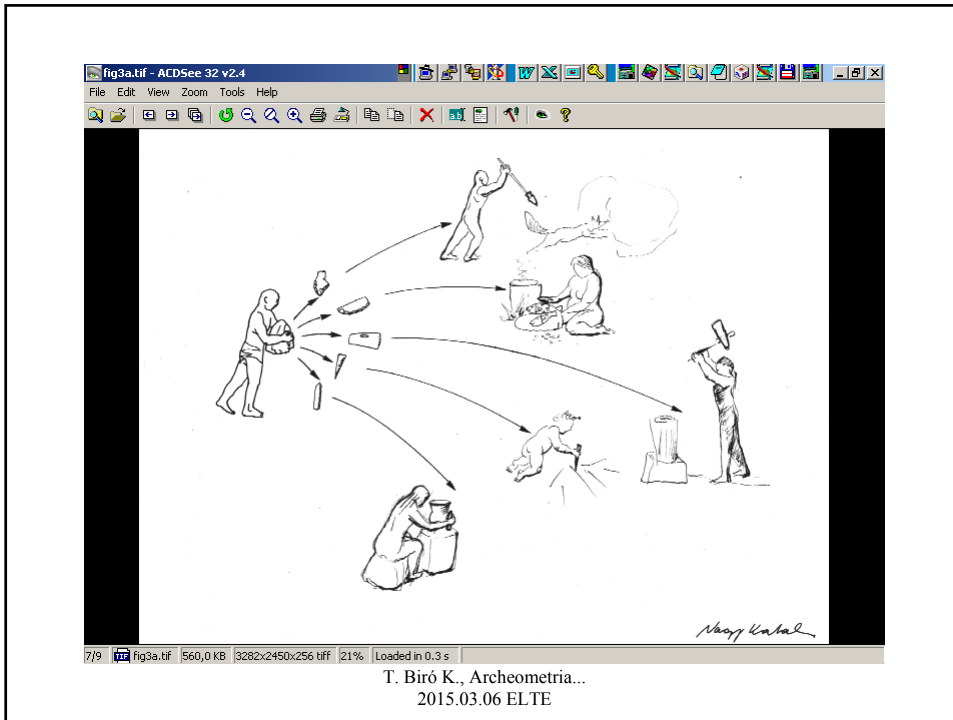 fig3a.tif - ACDSee 32 v2.4
File Edit View Zoom Tools Help
7/9 fig3a.tif 560,0 KB 3282x2450x256 tiff 21% Loaded in 0.3 s
T. Biró K., Archeometria...
2015.03.06 ELTE